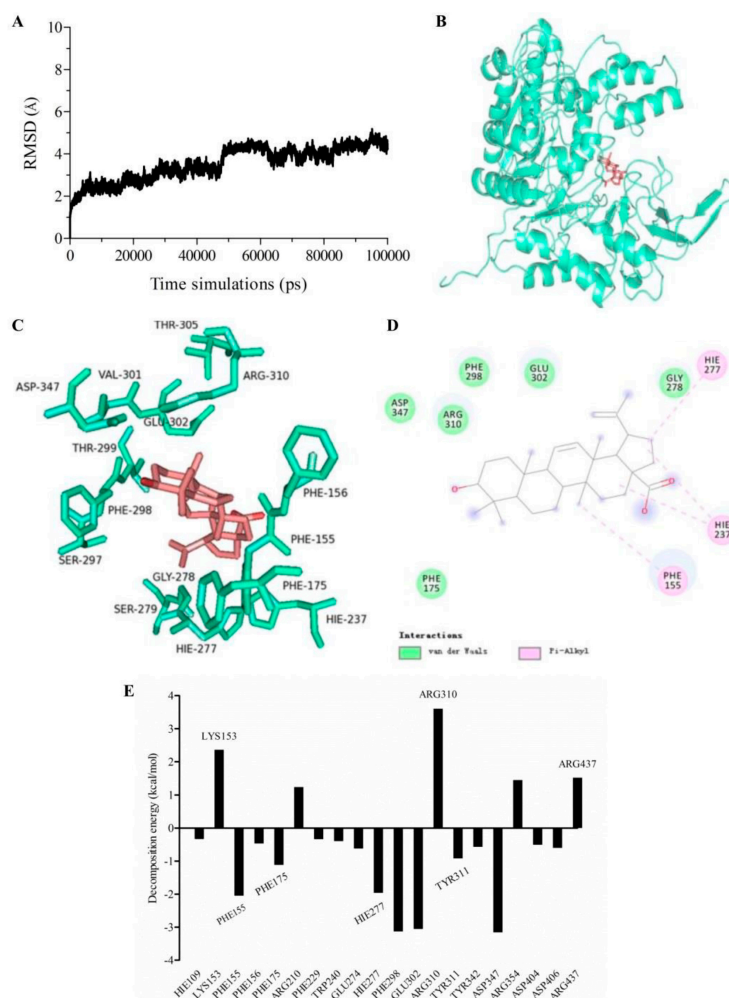 A
10
8
6
4
2
0
RMSD (Å)
0
20000
40000
60000
80000
100000
Time simulations (ps)
B
C
THR-305
VAL-301
ASP-347
ARG-310
GLU-302
THR-299
PHE-156
PHE-298
PHE-155
SER-297
GLY-278
PHE-175
SER-279
HIE-237
HIE-277
D
PHE
298
GLU
302
HIE
277
GLY
278
ASP
347
ARG
310
HIE
237
PHE
155
PHE
175
Interactions
van der Waals
Pi-Alkyl
E
4
3
2
1
0
-1
-2
-3
-4
Decomposition energy (kcal/mol)
LYS153
ARG310
ARG437
PHE155
PHE175
HIE277
TYR311
HIE109
LYS153
PHE155
PHE156
PHE175
ARG210
PHE229
TRP240
GLU274
HIE277
PHE298
GLU302
ARG310
TYR311
TYR342
ASP347
ARG354
ASP404
ASP406
ARG437